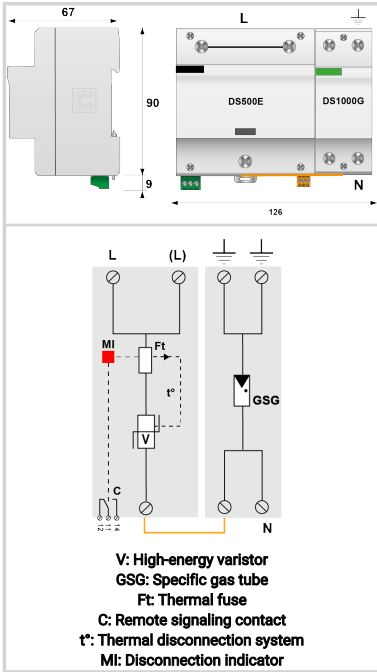 67
L
90
DS500E
DS1000G
9
N
126
L
(L)
MI
Ft
t°
V
GSG
C
12
11
14
N
V: High-energy varistor
GSG: Specific gas tube
Ft: Thermal fuse
C: Remote signaling contact
t°: Thermal disconnection system
MI: Disconnection indicator